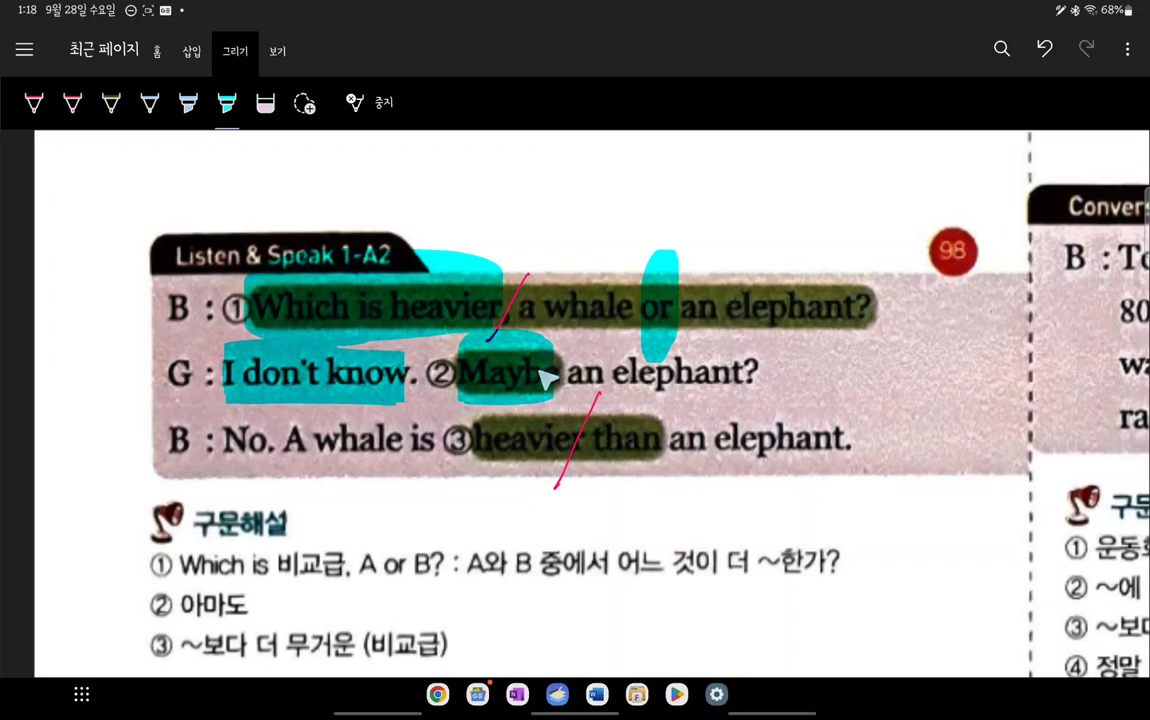 1:18 9월 28일 수요일 68%
최근 페이지 홈 삽입 그리기 보기
중지
Listen & Speak 1-A2
98
B : ①Which is heavier, a whale or an elephant?
G : I don't know. ②Maybe an elephant?
B : No. A whale is ③heavier than an elephant.
구문해설
① Which is 비교급, A or B? : A와 B 중에서 어느 것이 더 ～한가?
② 아마도
③ ～보다 더 무거운 (비교급)
Conver
B : To
80
wa
ra
구문
① 운동
② ～에
③ ～보다
④ 정말